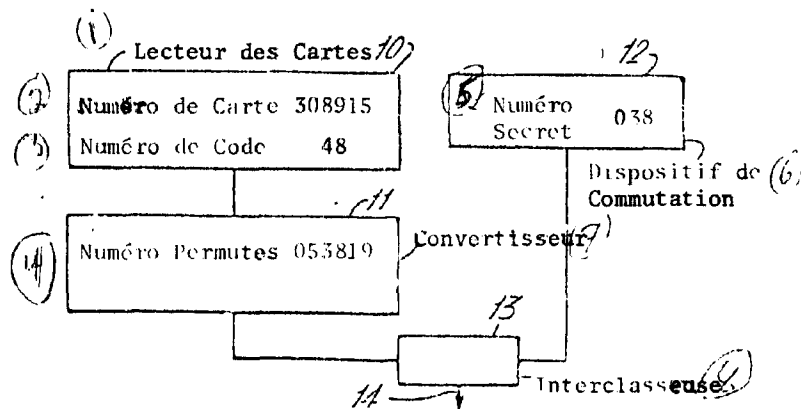 (1)
Lecteur des Cartes 10
12
(2) Numéro de Carte 308915
(3) Numéro de Code 48
(5) Numéro
Secret 038
Dispositif de (6)
Commutation
11
(4) Numéro Permutes 053819
Convertisseur (7)
13
Interclasseuse
14